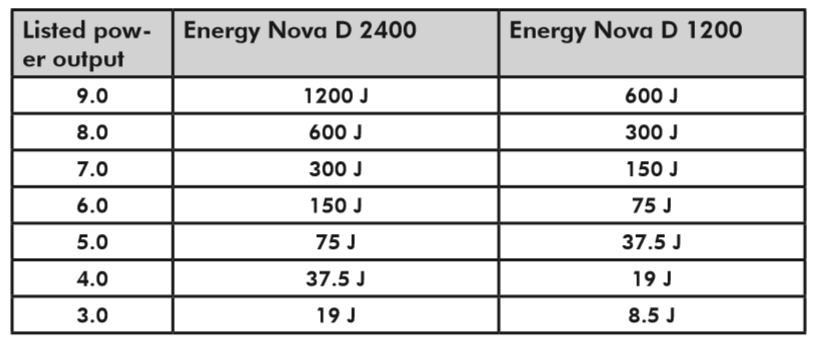 Listed pow- Energy Nova D 2400 Energy Nova D 1200
er output
9.0 1200 J 600 J
8.0 600 J 300 J
7.0 300 J 150 J
6.0 150 J 75 J
5.0 75 J 37.5 J
4.0 37.5 J 19 J
3.0 19 J 8.5 J